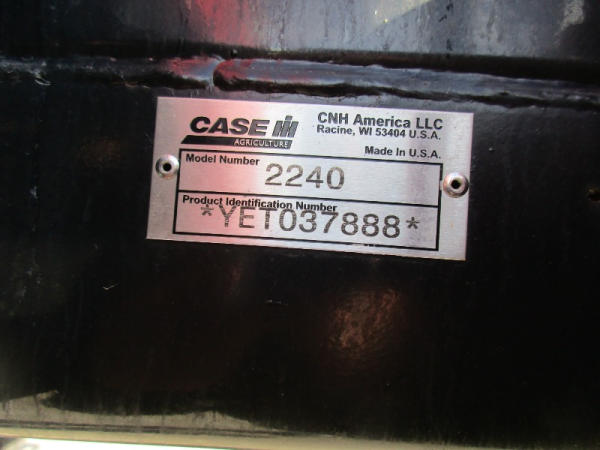 CASE IH
AGRICULTURE
CNH America LLC
Racine, WI 53404 U.S.A.
Made In U.S.A.
Model Number
2240
Product Identification Number
*YET037888*